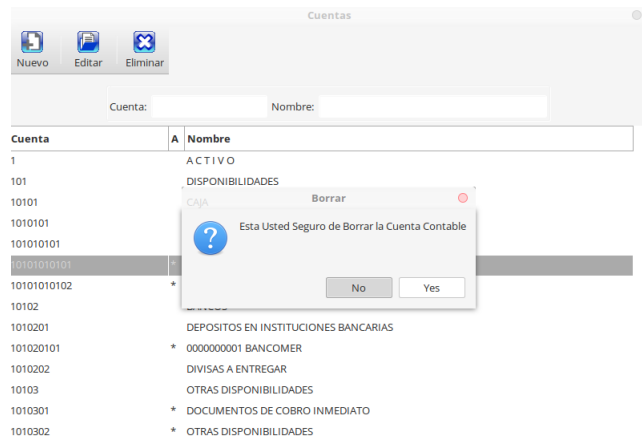 Cuentas
Nuevo Editar Eliminar
Cuenta: Nombre:
Cuenta A Nombre
1 A C T I V O
101 DISPONIBILIDADES
10101 CAJA
Borrar
1010101
Esta Usted Seguro de Borrar la Cuenta Contable
101010101
10101010101 *
10101010102 *
No Yes
10102 BANCOS
1010201 DEPOSITOS EN INSTITUCIONES BANCARIAS
101020101 * 0000000001 BANCOMER
1010202 DIVISAS A ENTREGAR
10103 OTRAS DISPONIBILIDADES
1010301 * DOCUMENTOS DE COBRO INMEDIATO
1010302 * OTRAS DISPONIBILIDADES